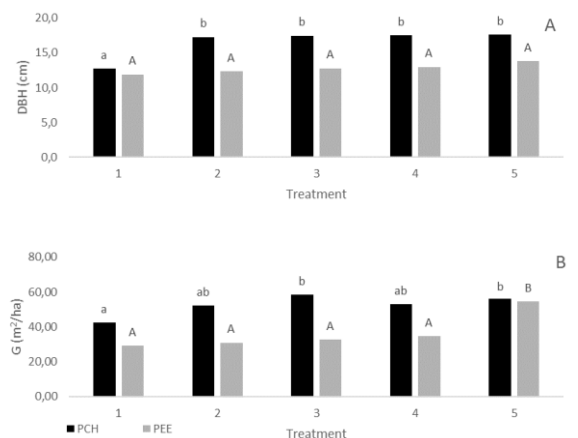 A
20,0
15,0
10,0
5,0
0,0
DBH (cm)
a A b A b A b A b A
1 2 3 4 5
Treatment
B
80,00
60,00
40,00
20,00
0,00
G (m²/ha)
a A ab A b A ab A b B
1 2 3 4 5
PCH PEE
Treatment